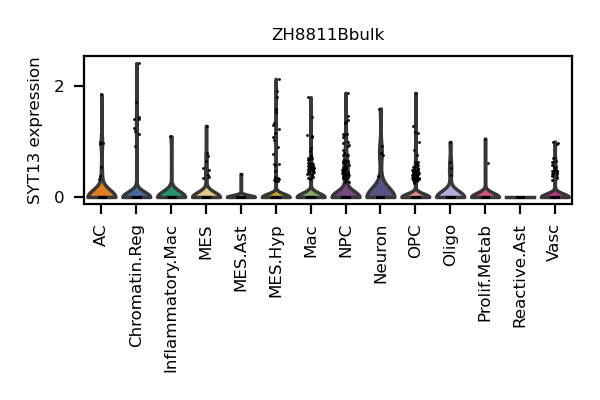 ZH8811Bbulk
SYT13 expression
2
0
AC
Chromatin.Reg
Inflammatory.Mac
MES
MES.Ast
MES.Hyp
Mac
NPC
Neuron
OPC
Oligo
Prolif.Metab
Reactive.Ast
Vasc